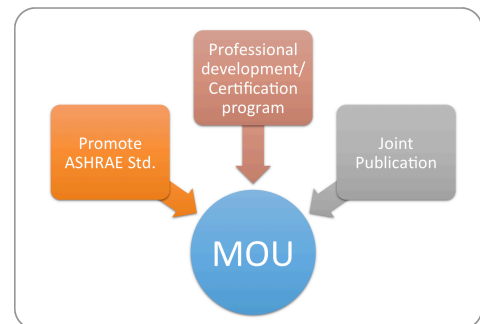 Professional
development/
Certification
program
Promote
ASHRAE Std.
Joint
Publication
MOU